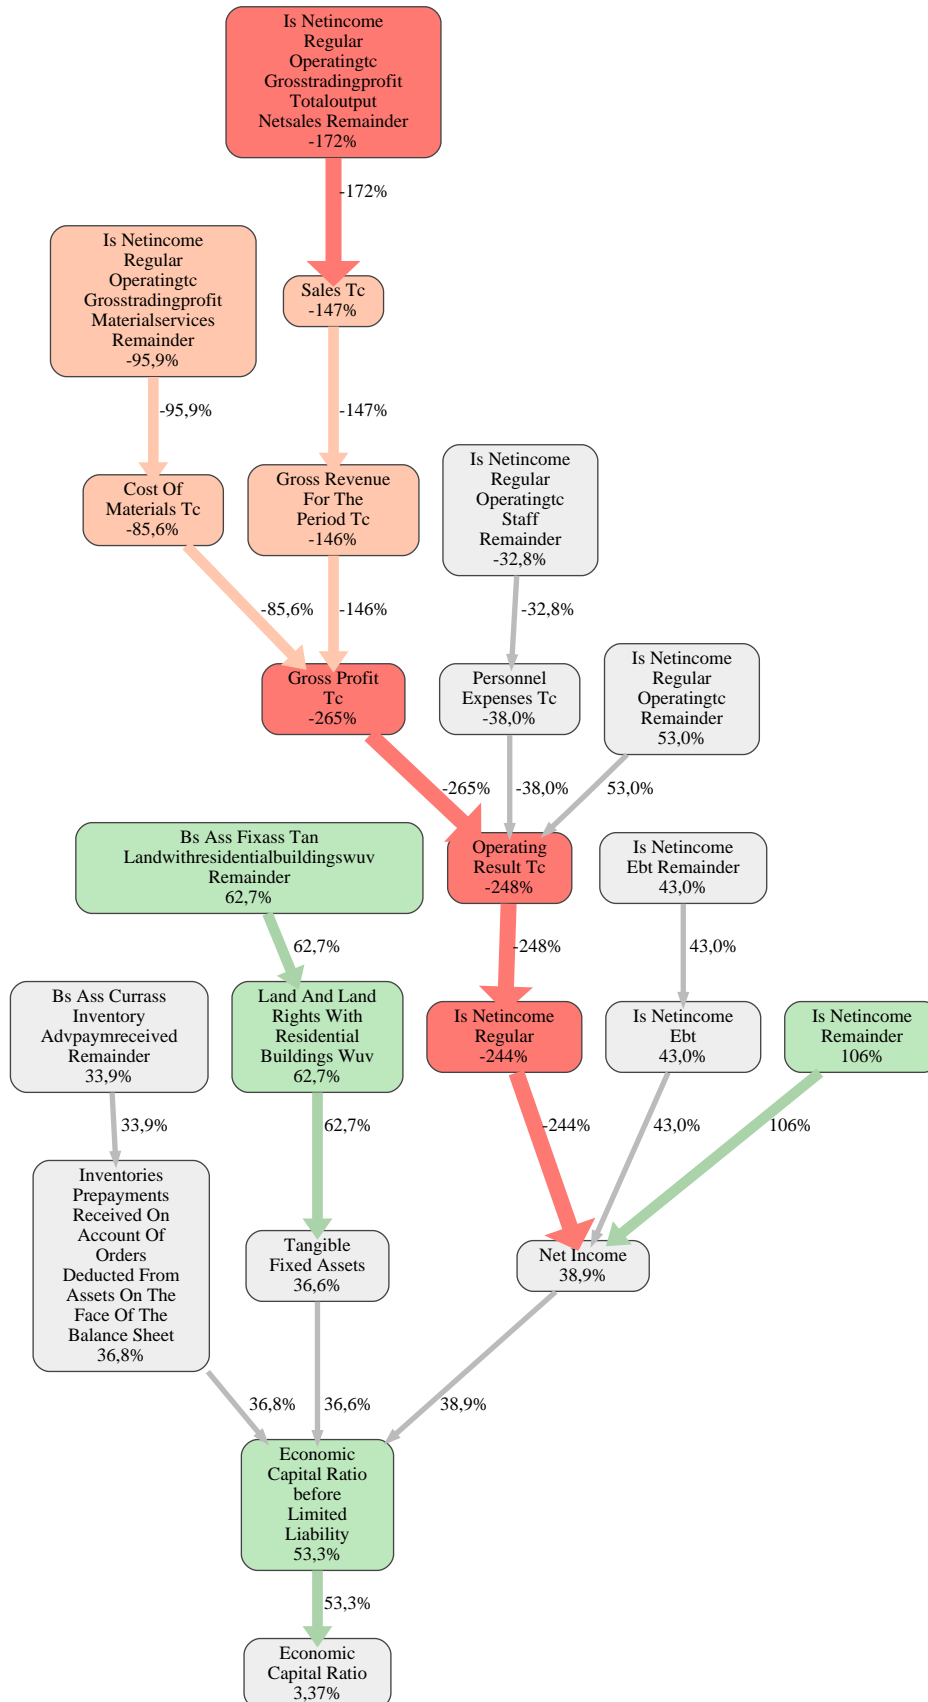 Is Netincome
Regular
Operatingtc
Grosstradingprofit
Totaloutput
Netsales Remainder
-172%
-172%
Is Netincome
Regular
Operatingtc
Grosstradingprofit
Materialservices
Remainder
-95,9%
Sales Tc
-147%
-95,9%
-147%
Is Netincome
Regular
Operatingtc
Staff
Remainder
-32,8%
Cost Of
Materials Tc
-85,6%
Gross Revenue
For The
Period Tc
-146%
-85,6%
-146%
-32,8%
Gross Profit
Tc
-265%
Personnel
Expenses Tc
-38,0%
Is Netincome
Regular
Operatingtc
Remainder
53,0%
-265%
-38,0%
53,0%
Bs Ass Fixass Tan
Landwithresidentialbuildingswuv
Remainder
62,7%
Operating
Result Tc
-248%
Is Netincome
Ebt Remainder
43,0%
62,7%
-248%
43,0%
Bs Ass Currass
Inventory
Advpaymreceived
Remainder
33,9%
Land And Land
Rights With
Residential
Buildings Wuv
62,7%
Is Netincome
Regular
-244%
Is Netincome
Ebt
43,0%
Is Netincome
Remainder
106%
33,9%
62,7%
-244%
43,0%
106%
Inventories
Prepayments
Received On
Account Of
Orders
Deducted From
Assets On The
Face Of The
Balance Sheet
36,8%
Tangible
Fixed Assets
36,6%
Net Income
38,9%
36,8%
36,6%
38,9%
Economic
Capital Ratio
before
Limited
Liability
53,3%
53,3%
Economic
Capital Ratio
3,37%